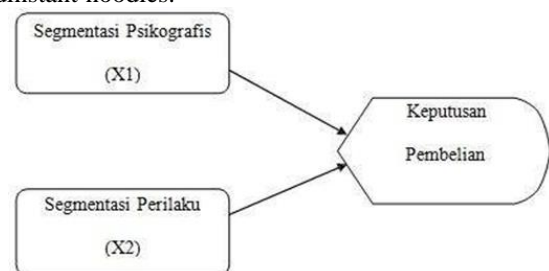 instant noodles.
Segmentasi Psikografis
(X1)
Keputusan
Pembelian
Segmentasi Perilaku
(X2)